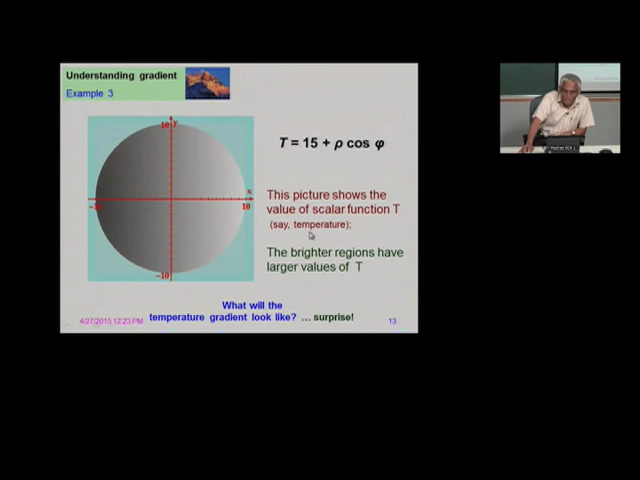 Understanding gradient
Example 3
10 y
x
-10
10
-10
T = 15 + ρ cos φ
This picture shows the
value of scalar function T
(say, temperature);
The brighter regions have
larger values of T
What will the
temperature gradient look like? … surprise!
4/27/2015 12:23 PM
13